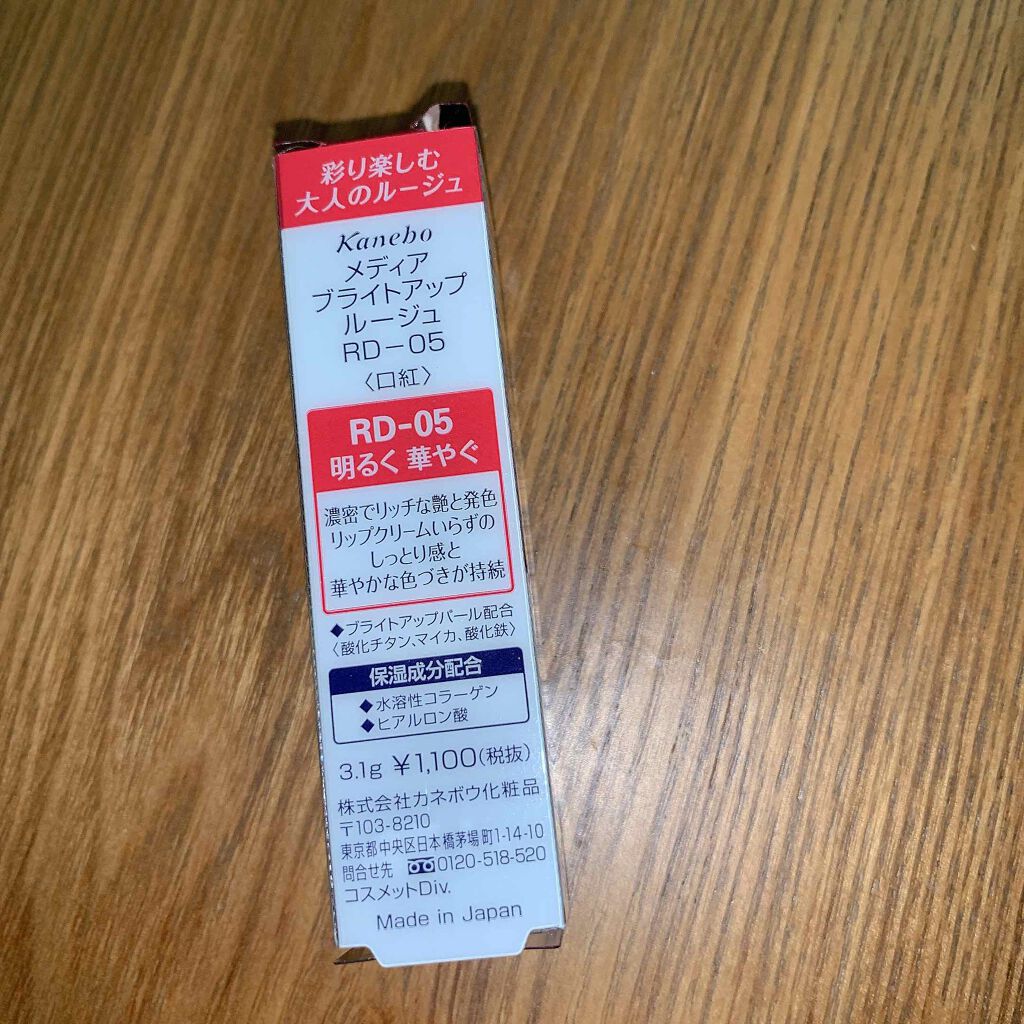 彩り楽しむ
大人のルージュ
Kanebo
メディア
ブライトアップ
ルージュ
RD-05
〈口紅〉
RD-05
明るく 華やぐ
濃密でリッチな艶と発色
リップクリームいらずの
しっとり感と
華やかな色づきが持続
◆ブライトアップパール配合
〈酸化チタン、マイカ、酸化鉄〉
保湿成分配合
◆水溶性コラーゲン
◆ヒアルロン酸
3.1g ¥1,100(税抜)
株式会社カネボウ化粧品
〒103-8210
東京都中央区日本橋茅場町1-14-10
問合せ先 0120-518-520
コスメットDiv.
Made in Japan